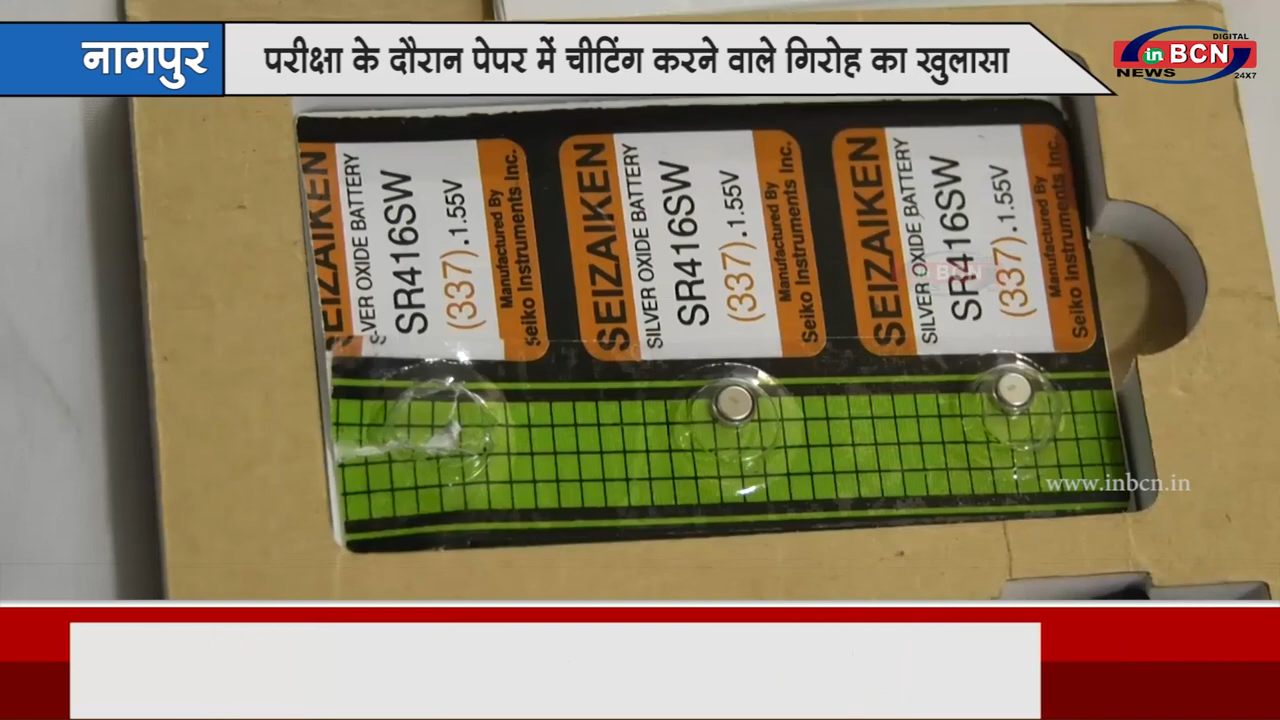 नागपुर
परीक्षा के दौरान पेपर में चीटिंग करने वाले गिरोह का खुलासा
DIGITAL
in BCN
NEWS 24X7
SEIZAIKEN
SILVER OXIDE BATTERY
SR416SW
(337).1.55V
Manufactured By
Seiko Instruments Inc.
SEIZAIKEN
SILVER OXIDE BATTERY
SR416SW
(337).1.55V
Manufactured By
Seiko Instruments Inc.
SEIZAIKEN
SILVER OXIDE BATTERY
SR416SW
(337).1.55V
Manufactured By
Seiko Instruments Inc.
in BCN
www.inbcn.in